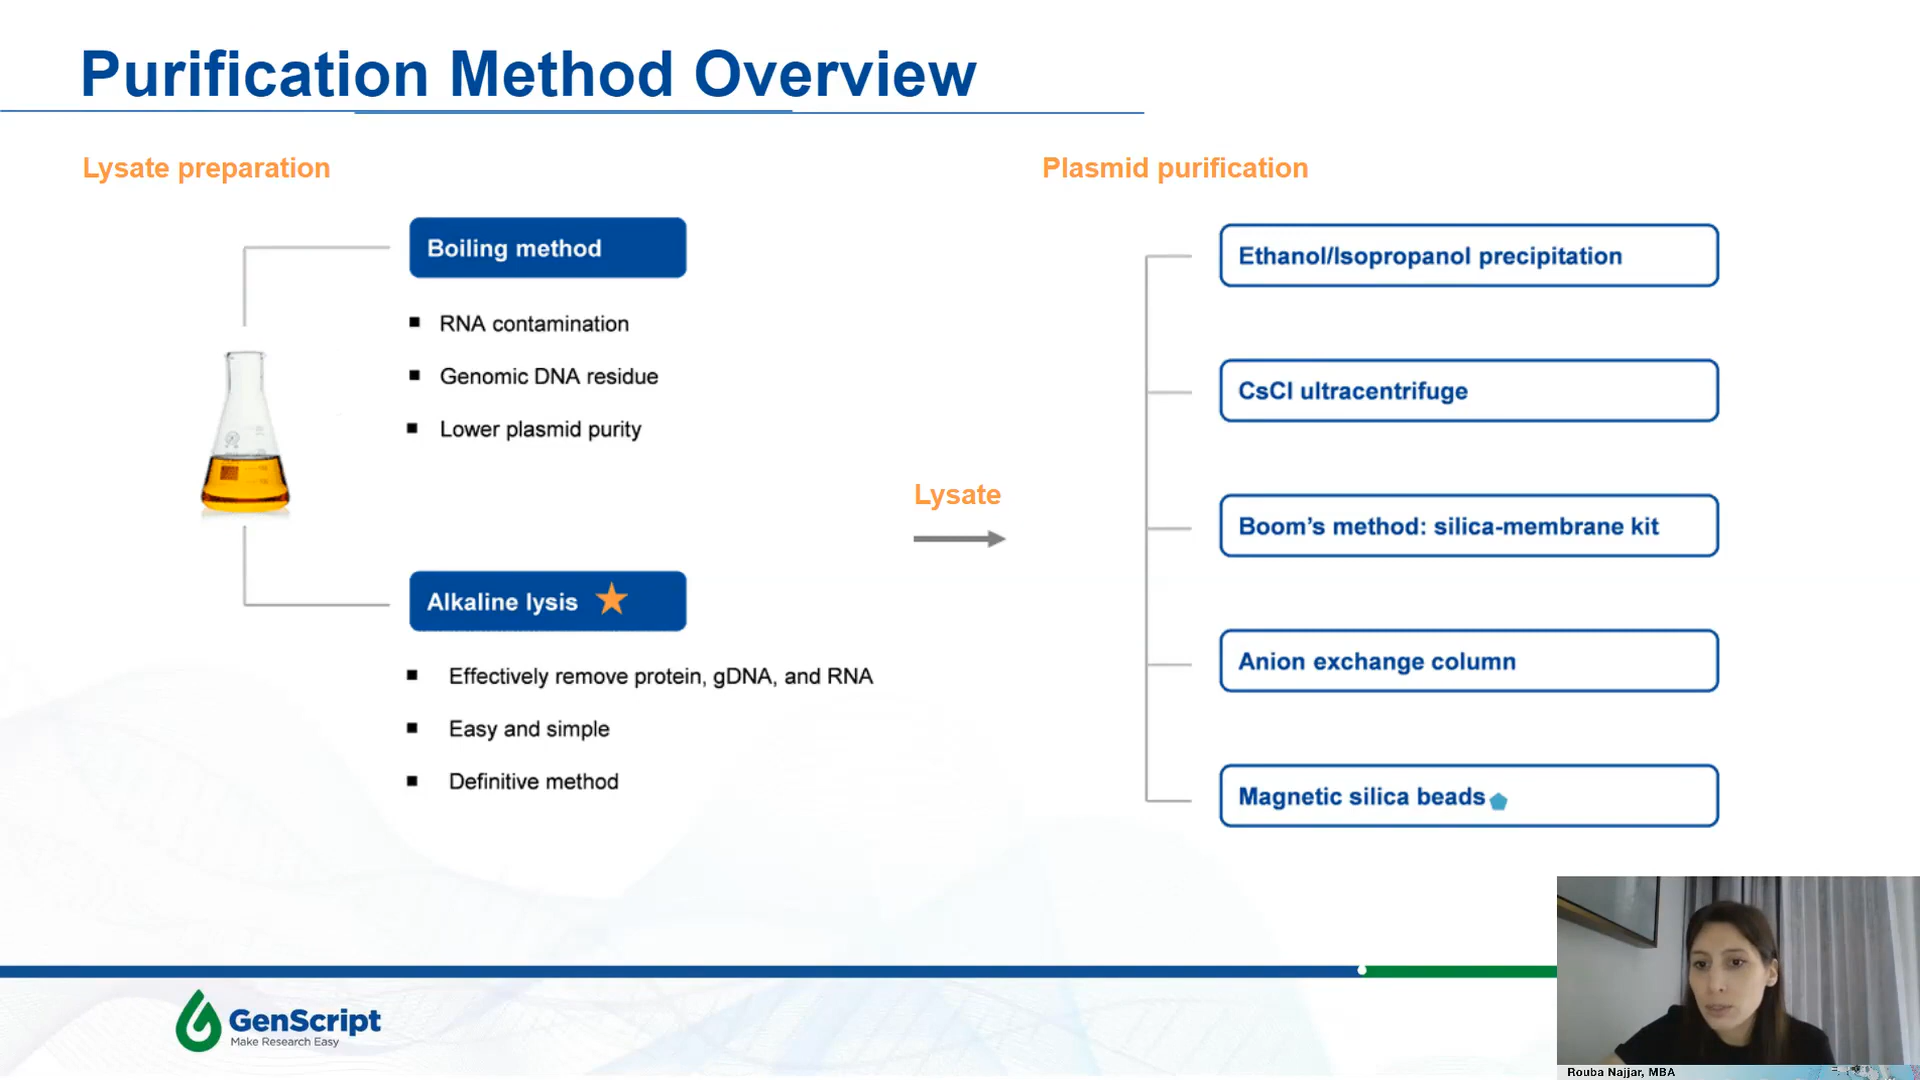 Purification Method Overview
Lysate preparation
Boiling method
RNA contamination
Genomic DNA residue
Lower plasmid purity
Alkaline lysis
Effectively remove protein, gDNA, and RNA
Easy and simple
Definitive method
Lysate
Plasmid purification
Ethanol/Isopropanol precipitation
CsCl ultracentrifuge
Boom’s method: silica-membrane kit
Anion exchange column
Magnetic silica beads
GenScript
Make Research Easy
Rouba Najjar, MBA